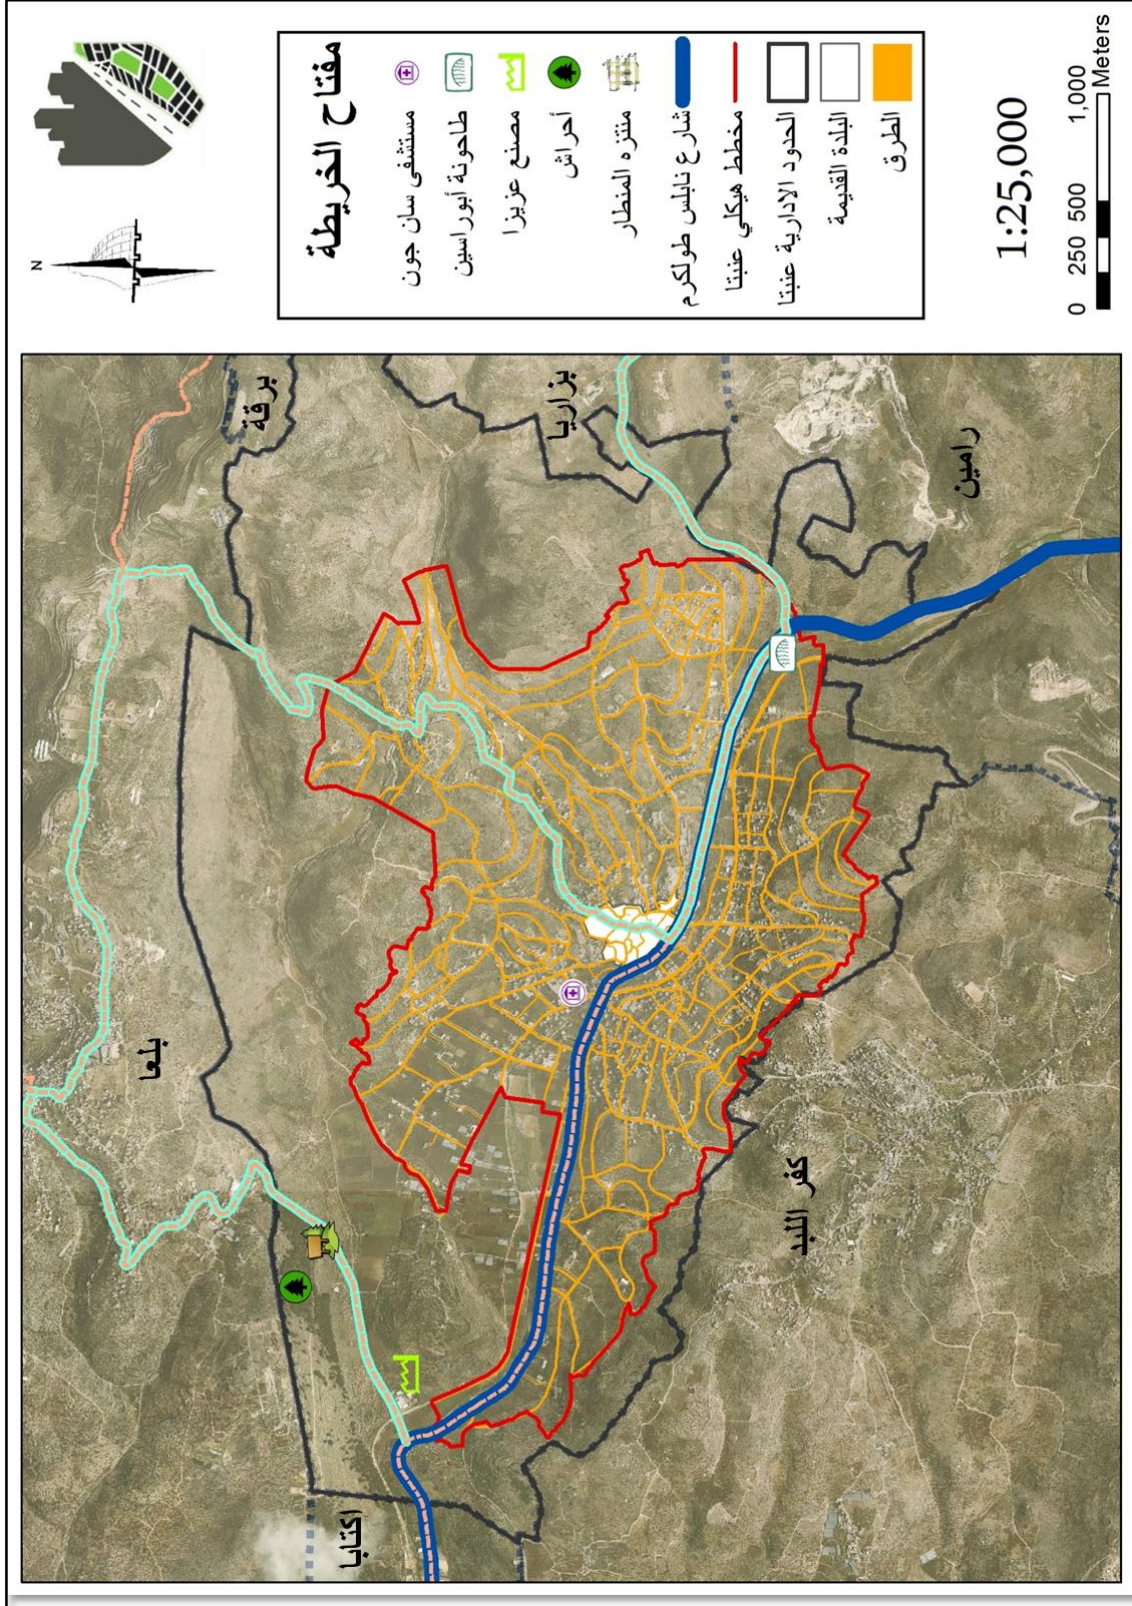 N
مفتاح الخريطة
مستشفى سان جون
طاحونة أبوراسين
مصنع عزيزا
أحراش
منتزه المنطار
شارع نابلس طولكرم
مخطط هيكلي عنبتا
الحدود الادارية عنبتا
البلدة القديمة
الطرق
1:25,000
0 250 500 1,000
Meters
برقة
بزاريا
رامين
بلعا
كفر اللبد
اكتابا